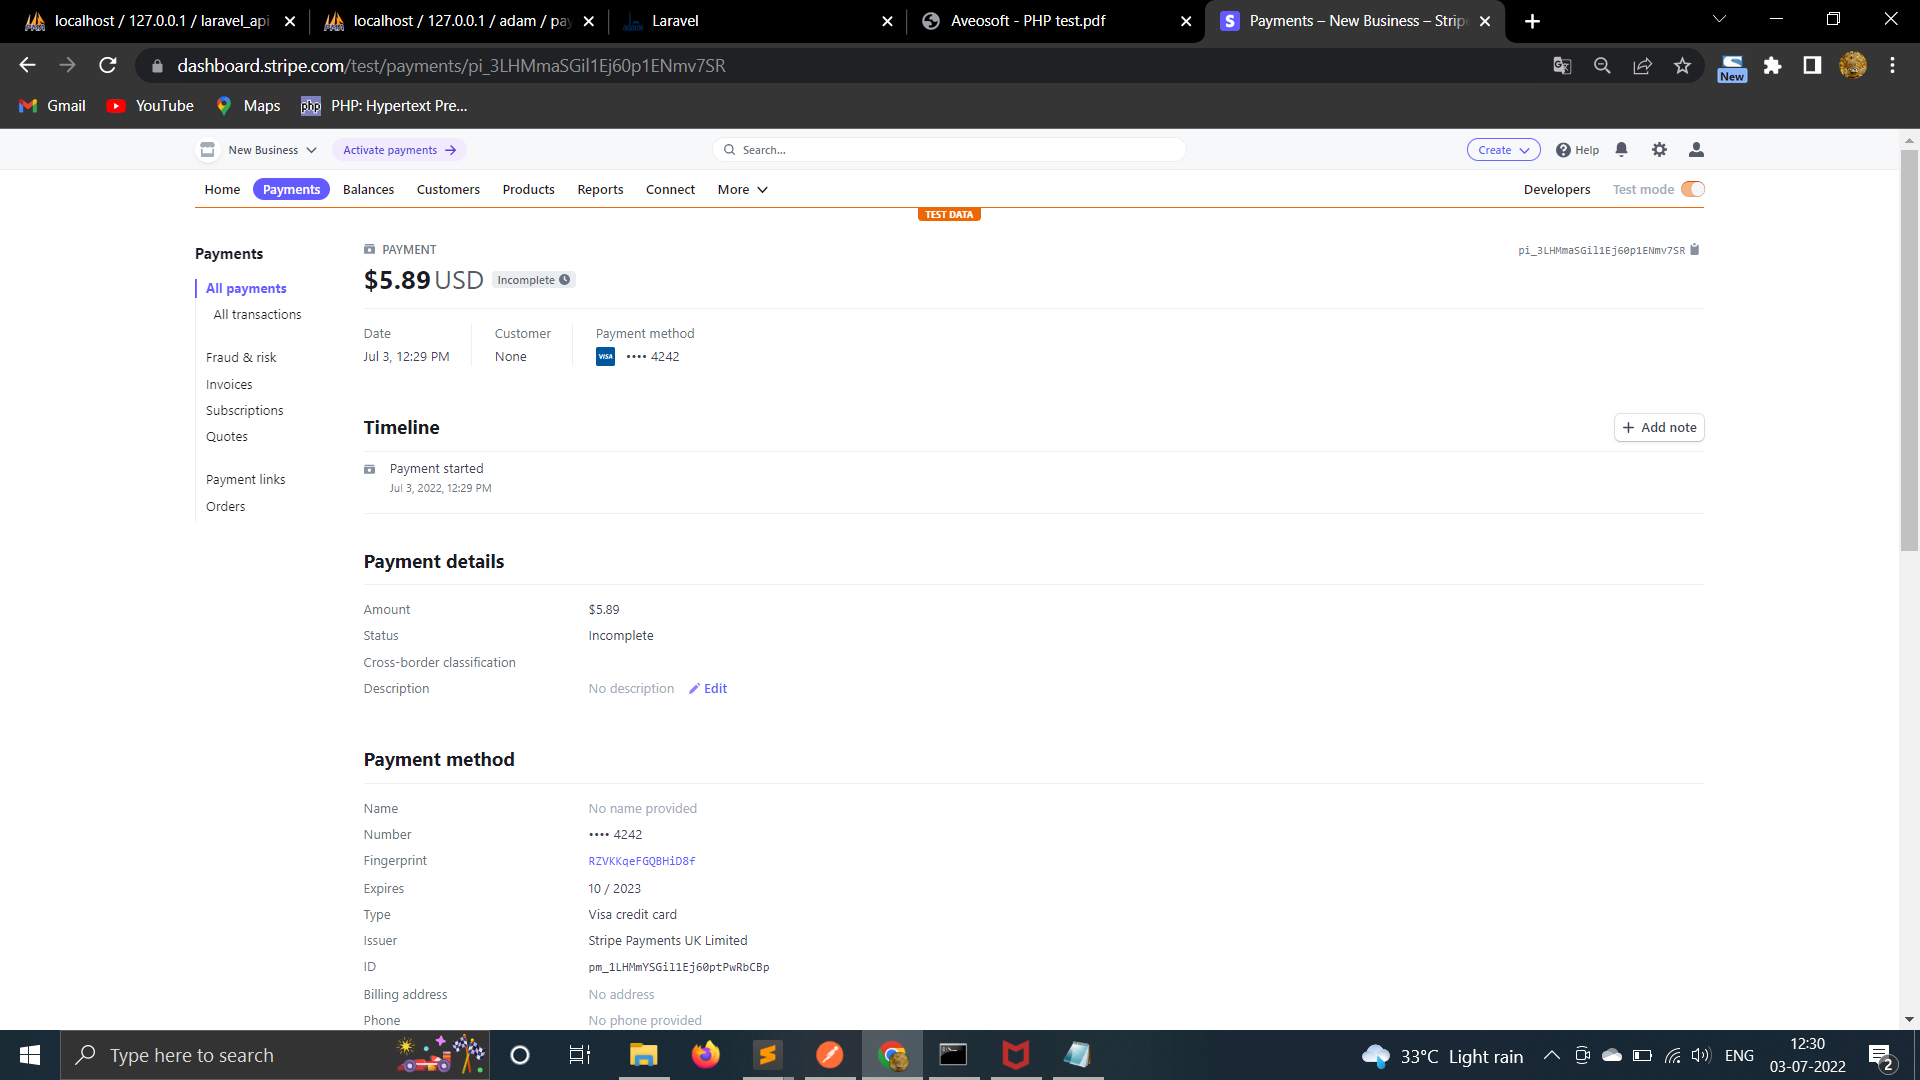 localhost / 127.0.0.1 / laravel_api
localhost / 127.0.0.1 / adam / pay
Laravel
Aveosoft - PHP test.pdf
Payments – New Business – Strip
dashboard.stripe.com/test/payments/pi_3LHMmaSGil1Ej60p1ENmv7SR
New
Gmail
YouTube
Maps
php
PHP: Hypertext Pre...
New Business
Activate payments
Search...
Create
Help
Home
Payments
Balances
Customers
Products
Reports
Connect
More
Developers
Test mode
TEST DATA
Payments
All payments
All transactions
Fraud & risk
Invoices
Subscriptions
Quotes
Payment links
Orders
PAYMENT
pi_3LHMmaSGil1Ej60p1ENmv7SR
$5.89 USD
Incomplete
Date
Jul 3, 12:29 PM
Customer
None
Payment method
VISA
•••• 4242
Timeline
Add note
Payment started
Jul 3, 2022, 12:29 PM
Payment details
Amount
$5.89
Status
Incomplete
Cross-border classification
Description
No description
Edit
Payment method
Name
No name provided
Number
•••• 4242
Fingerprint
RZVKKqeFGQBHiD8f
Expires
10 / 2023
Type
Visa credit card
Issuer
Stripe Payments UK Limited
ID
pm_1LHMmYSGil1Ej60ptPwRbCBp
Billing address
No address
Phone
No phone provided
Type here to search
33°C Light rain
ENG
12:30
03-07-2022
2